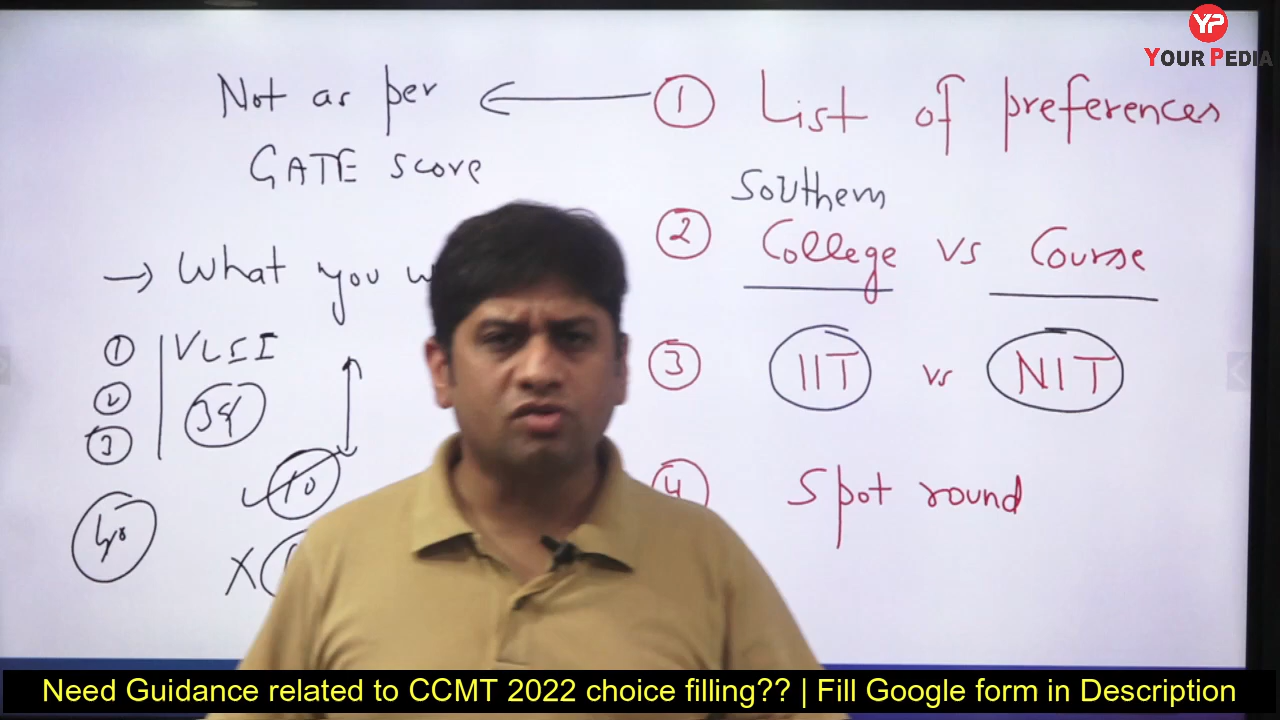 YP
YOUR PEDIA
Not as per
GATE score
① List of preferences
Southern
② College vs Course
→ What you w
① VLSI
②
③
③ IIT vs NIT
10
④ Spot round
X
Need Guidance related to CCMT 2022 choice filling?? | Fill Google form in Description